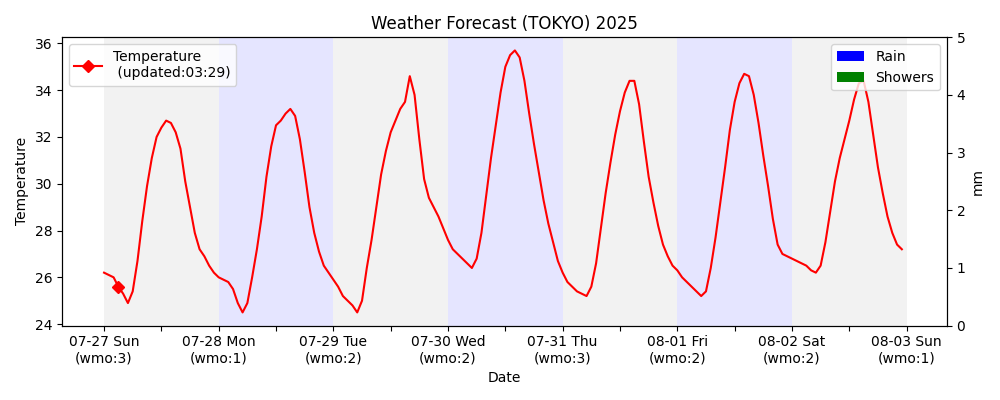 Weather Forecast (TOKYO) 2025
Temperature
(updated:03:29)
Rain
Showers
Temperature
36
34
32
30
28
26
24
5
4
3
2
1
0
mm
07-27 Sun
(wmo:3)
07-28 Mon
(wmo:1)
07-29 Tue
(wmo:2)
07-30 Wed
(wmo:2)
07-31 Thu
(wmo:3)
08-01 Fri
(wmo:2)
08-02 Sat
(wmo:2)
08-03 Sun
(wmo:1)
Date